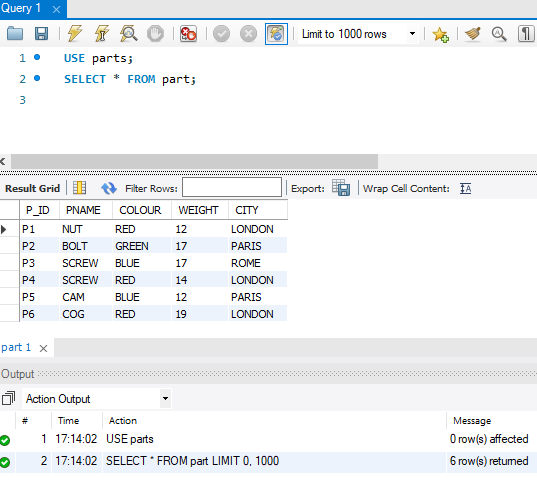 Query 1
Limit to 1000 rows
1 USE parts;
2 SELECT * FROM part;
3
Result Grid Filter Rows: Export: Wrap Cell Content:
P_ID PNAME COLOUR WEIGHT CITY
P1 NUT RED 12 LONDON
P2 BOLT GREEN 17 PARIS
P3 SCREW BLUE 17 ROME
P4 SCREW RED 14 LONDON
P5 CAM BLUE 12 PARIS
P6 COG RED 19 LONDON
part 1
Output
Action Output
# Time Action Message
1 17:14:02 USE parts 0 row(s) affected
2 17:14:02 SELECT * FROM part LIMIT 0, 1000 6 row(s) returned